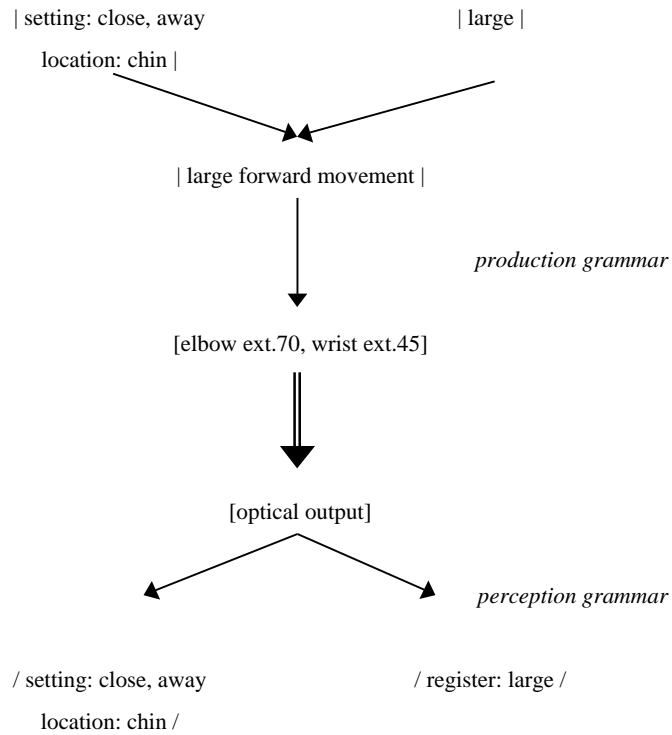 | setting: close, away
| large |
location: chin |
| large forward movement |
production grammar
[elbow ext.70, wrist ext.45]
[optical output]
perception grammar
/ setting: close, away
/ register: large /
location: chin /